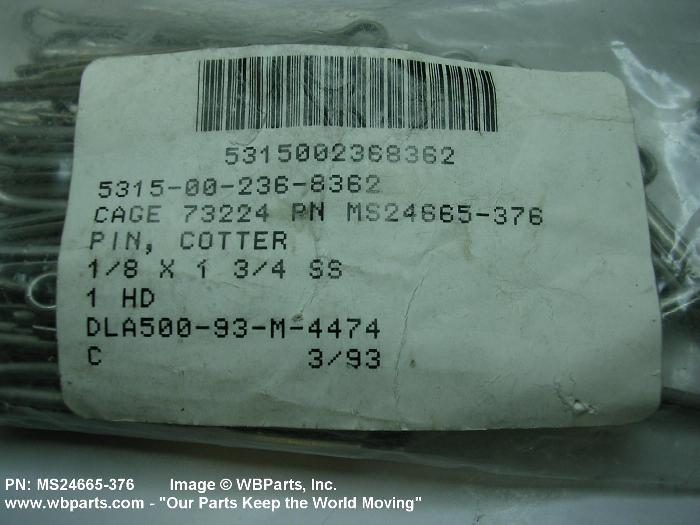 5315002368362
5315-00-236-8362
CAGE 73224 PN MS24665-376
PIN, COTTER
1/8 X 1 3/4 SS
1 HD
DLA500-93-M-4474
C 3/93
PN: MS24665-376 Image © WBParts, Inc.
www.wbparts.com - "Our Parts Keep the World Moving"